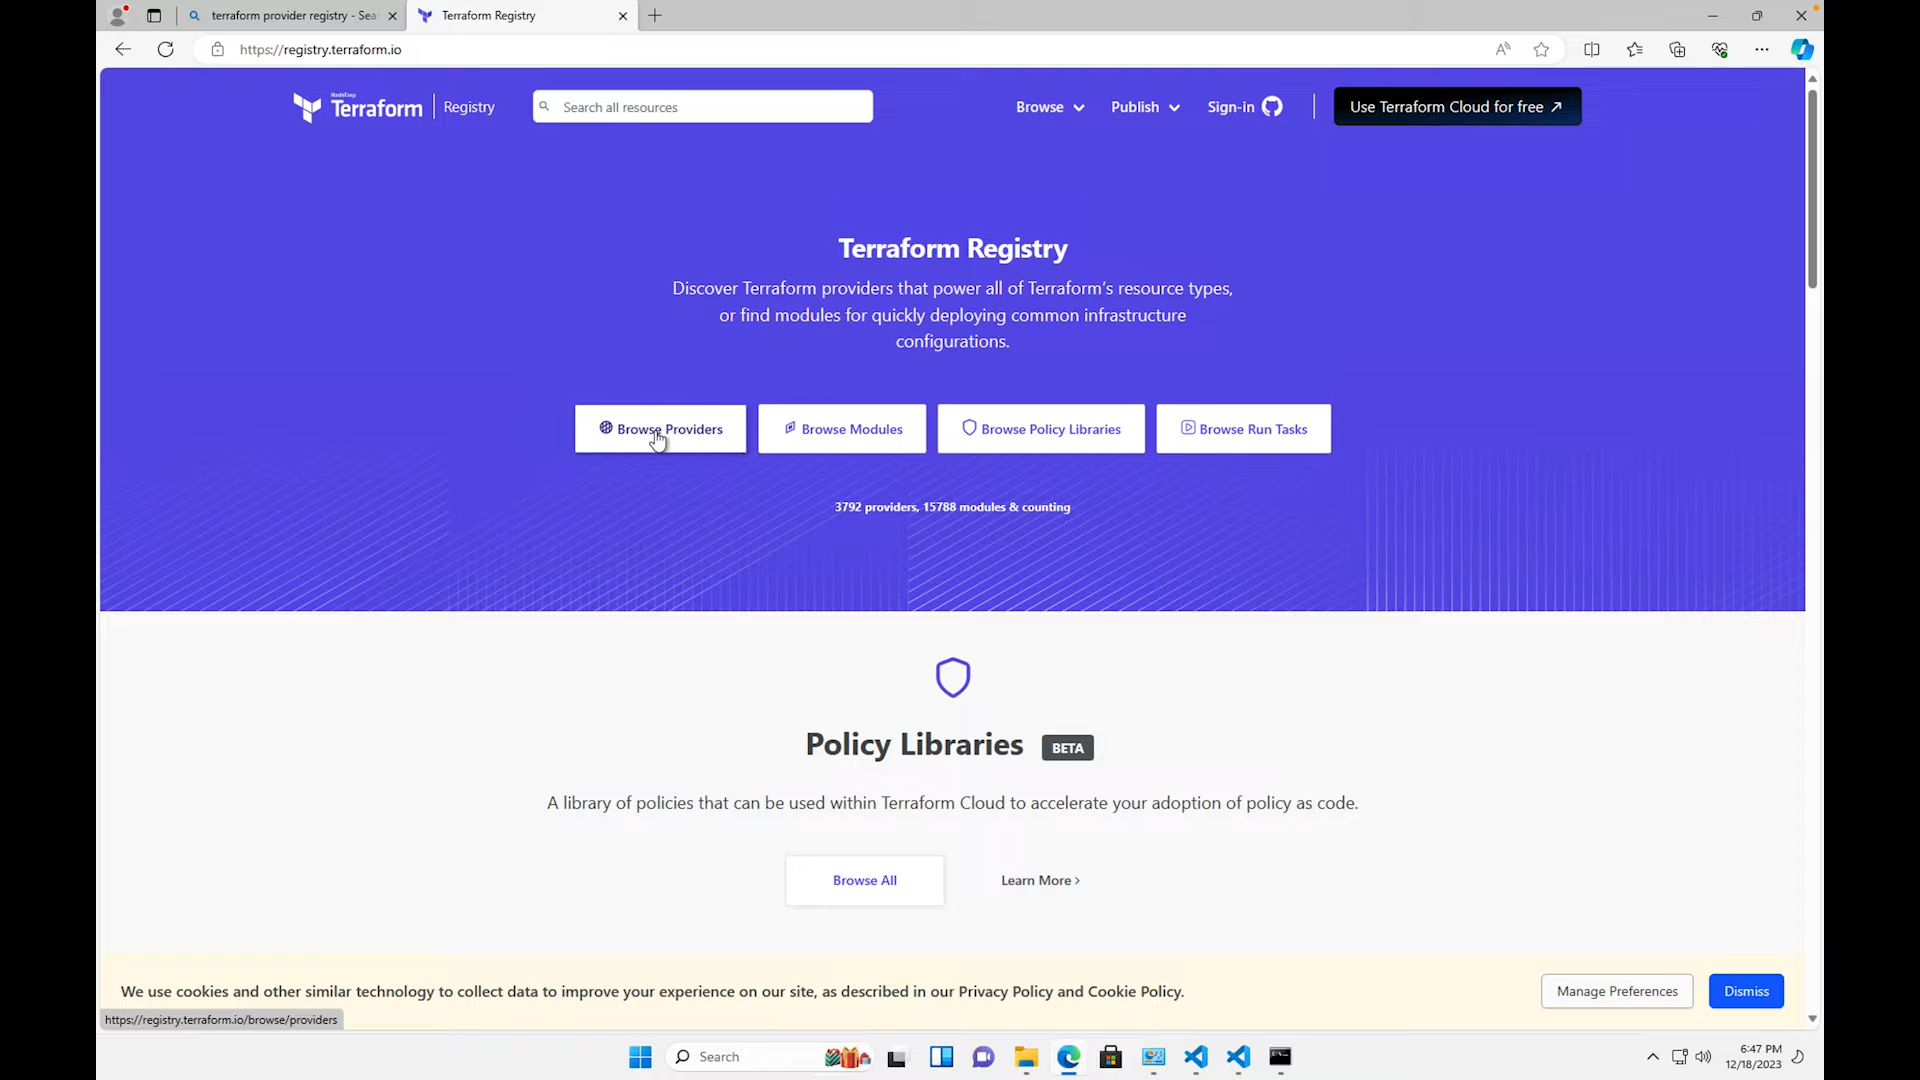 terraform provider registry - Sea
Terraform Registry
https://registry.terraform.io
HashiCorp
Terraform
Registry
Search all resources
Browse
Publish
Sign-in
Use Terraform Cloud for free
Terraform Registry
Discover Terraform providers that power all of Terraform's resource types,
or find modules for quickly deploying common infrastructure
configurations.
Browse Providers
Browse Modules
Browse Policy Libraries
Browse Run Tasks
3792 providers, 15788 modules & counting
Policy Libraries BETA
A library of policies that can be used within Terraform Cloud to accelerate your adoption of policy as code.
Browse All
Learn More
We use cookies and other similar technology to collect data to improve your experience on our site, as described in our Privacy Policy and Cookie Policy.
Manage Preferences
Dismiss
https://registry.terraform.io/browse/providers
Search
6:47 PM
12/18/2023